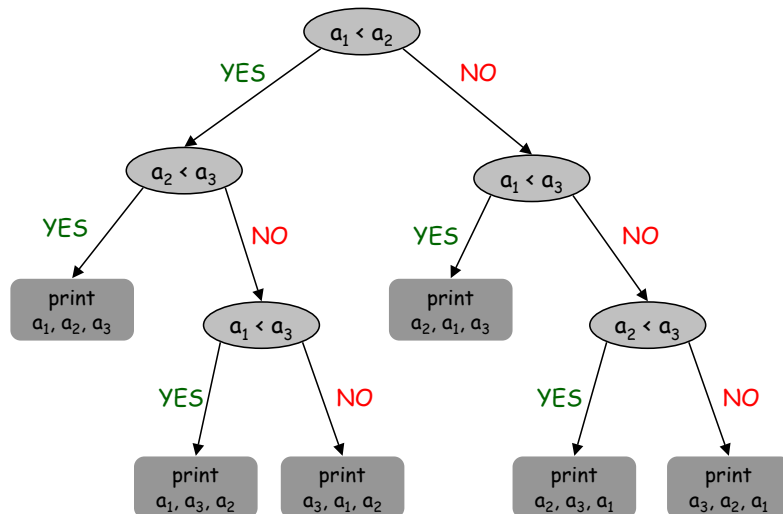 a₁ < a₂
YES
NO
a₂ < a₃
a₁ < a₃
YES
NO
YES
NO
print
a₁, a₂, a₃
a₁ < a₃
print
a₂, a₁, a₃
a₂ < a₃
YES
NO
YES
NO
print
a₁, a₃, a₂
print
a₃, a₁, a₂
print
a₂, a₃, a₁
print
a₃, a₂, a₁